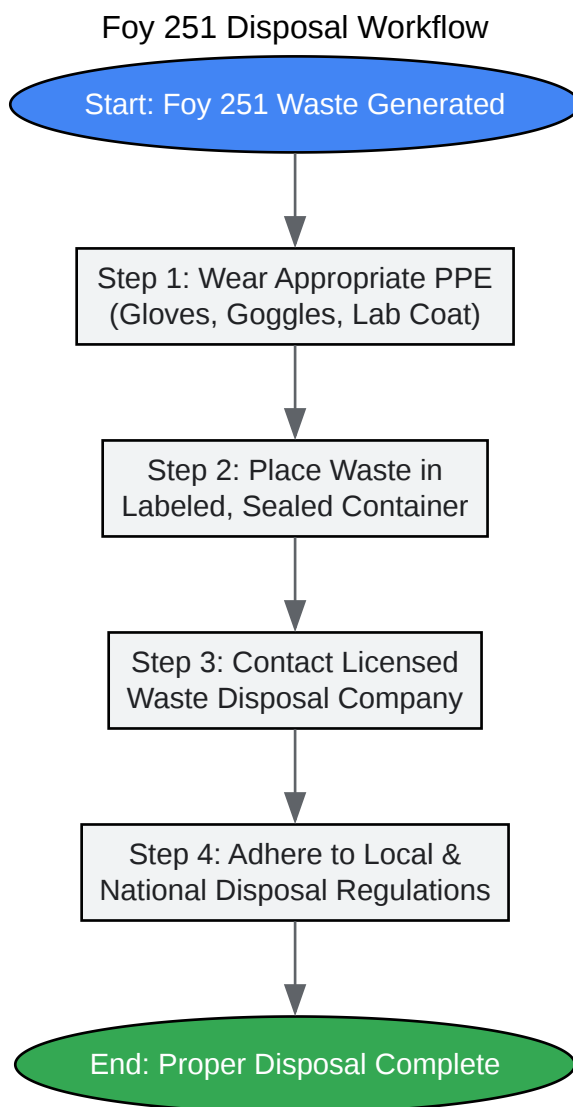 Foy 251 Disposal Workflow
Start: Foy 251 Waste Generated
Step 1: Wear Appropriate PPE
(Gloves, Goggles, Lab Coat)
Step 2: Place Waste in
Labeled, Sealed Container
Step 3: Contact Licensed
Waste Disposal Company
Step 4: Adhere to Local &
National Disposal Regulations
End: Proper Disposal Complete